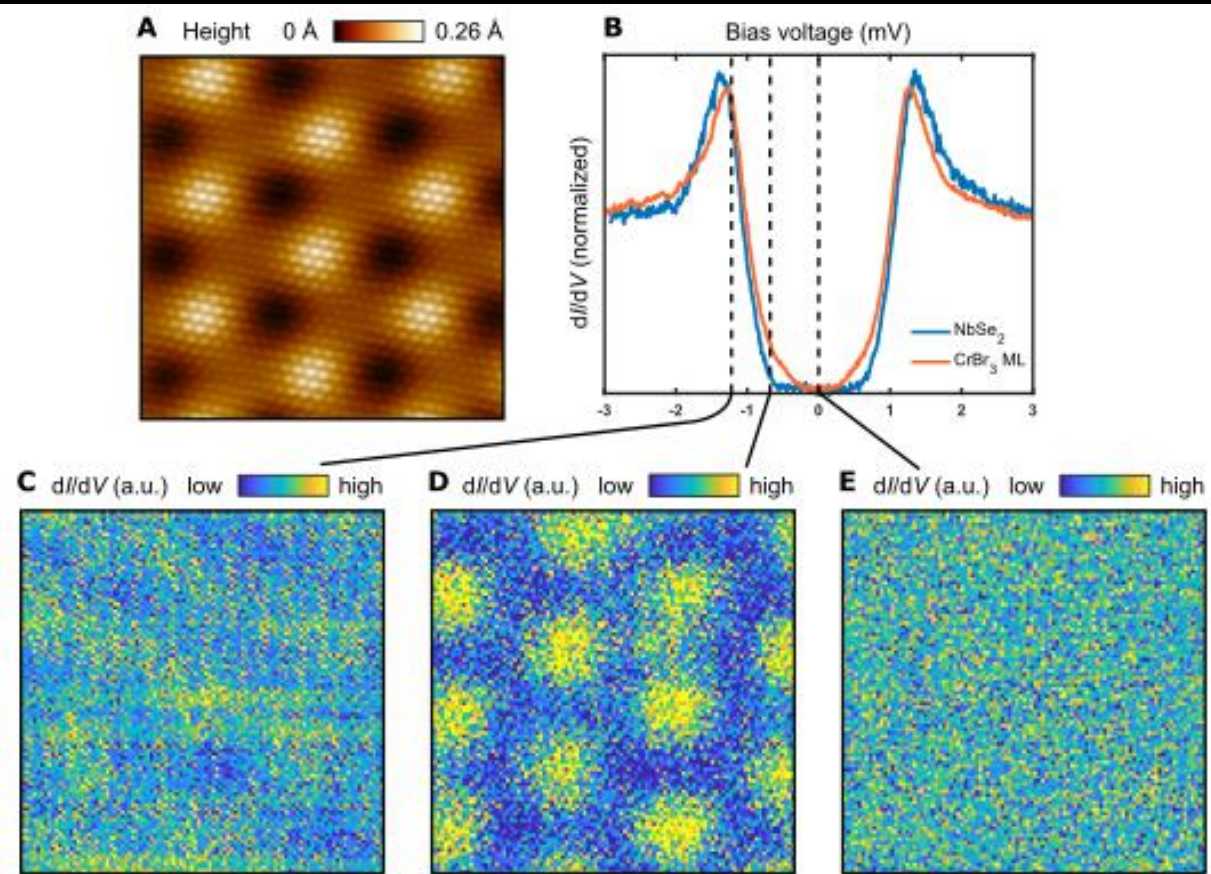 A Height 0 Å 0.26 Å
B Bias voltage (mV)
dI/dV (normalized)
NbSe2
CrBr3 ML
-3 -2 -1 0 1 2 3
C dI/dV (a.u.) low high
D dI/dV (a.u.) low high
E dI/dV (a.u.) low high